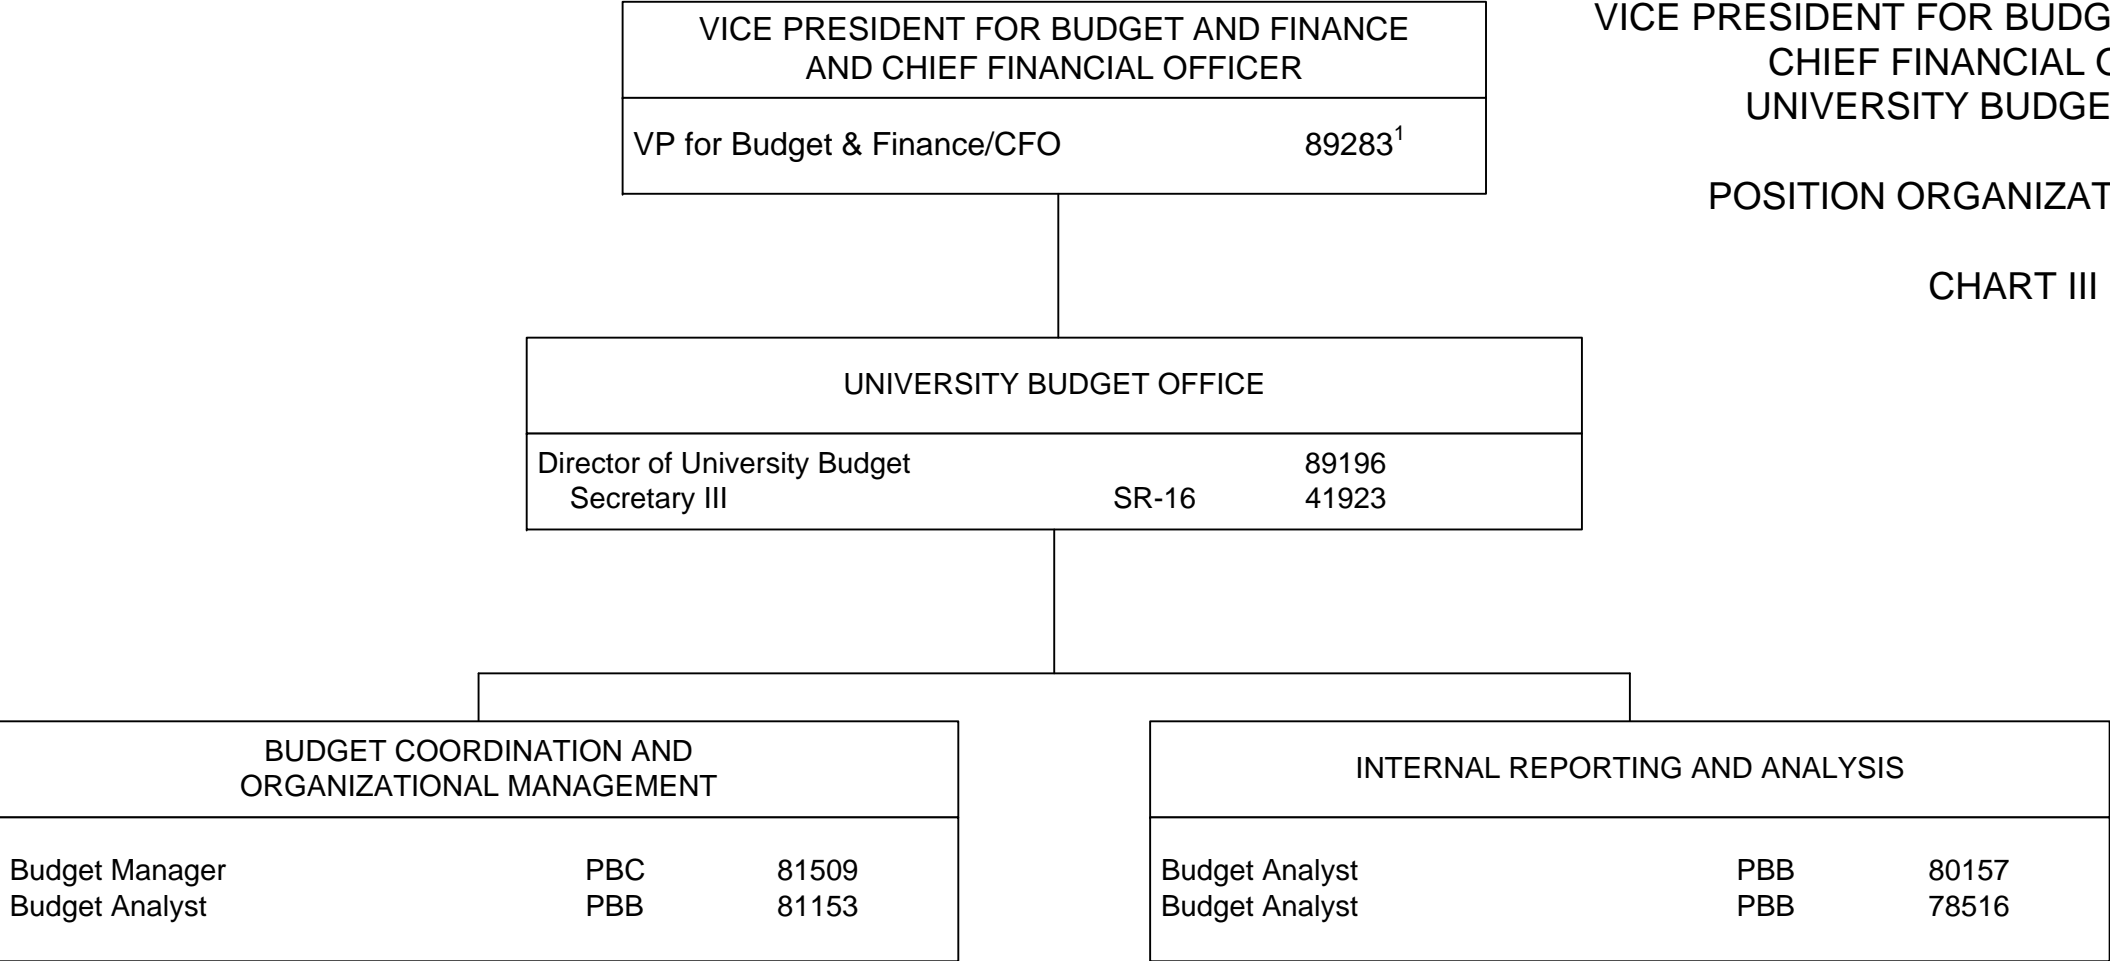 VICE PRESIDENT FOR BUDGET AND FINANCE
AND CHIEF FINANCIAL OFFICER
VP for Budget & Finance/CFO 89283¹
VICE PRESIDENT FOR
CHIEF FINANCIAL
UNIVERSITY
POSITION
CHART III
UNIVERSITY BUDGET OFFICE
Director of University Budget 89196
Secretary III SR-16 41923
BUDGET COORDINATION AND
ORGANIZATIONAL MANAGEMENT
Budget Manager PBC 81509
Budget Analyst PBB 81153
INTERNAL REPORTING AND ANALYSIS
Budget Analyst PBB 80157
Budget Analyst PBB 78516